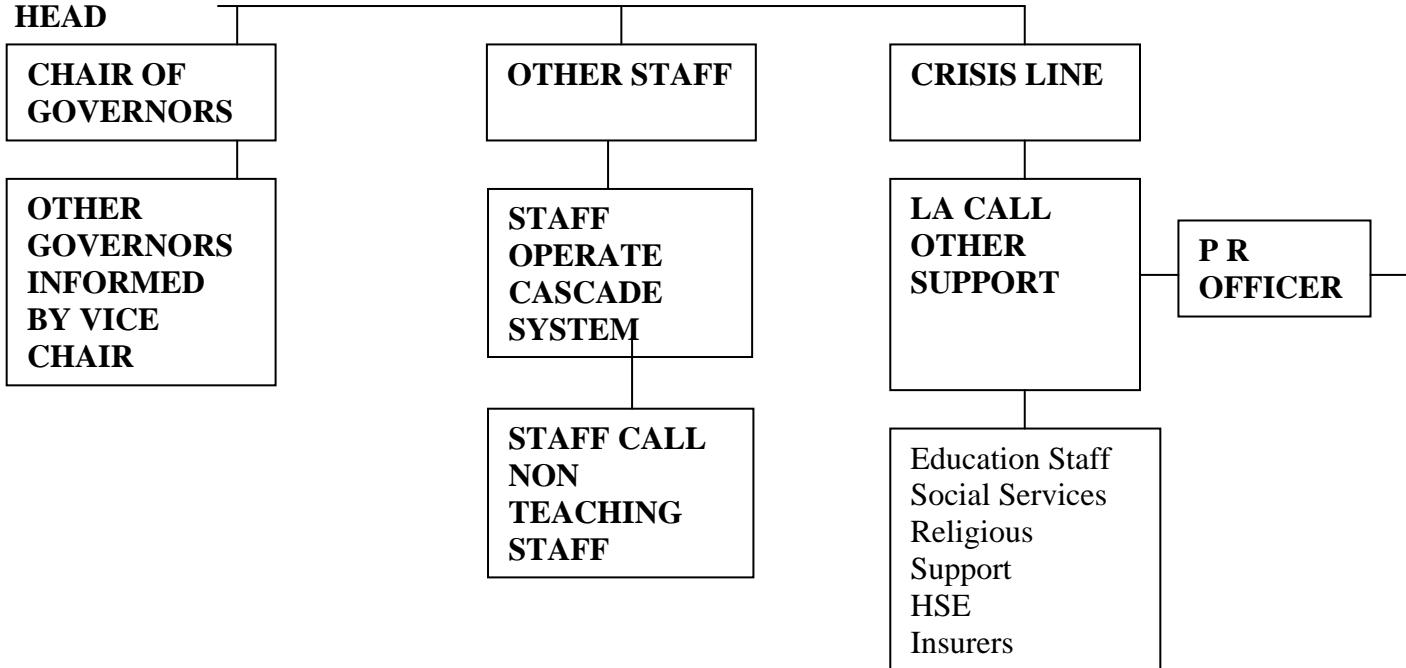 HEAD
CHAIR OF
GOVERNORS
OTHER
GOVERNORS
INFORMED
BY VICE
CHAIR
OTHER STAFF
STAFF
OPERATE
CASCADE
SYSTEM
STAFF CALL
NON
TEACHING
STAFF
CRISIS LINE
LA CALL
OTHER
SUPPORT
P R
OFFICER
Education Staff
Social Services
Religious
Support
HSE
Insurers